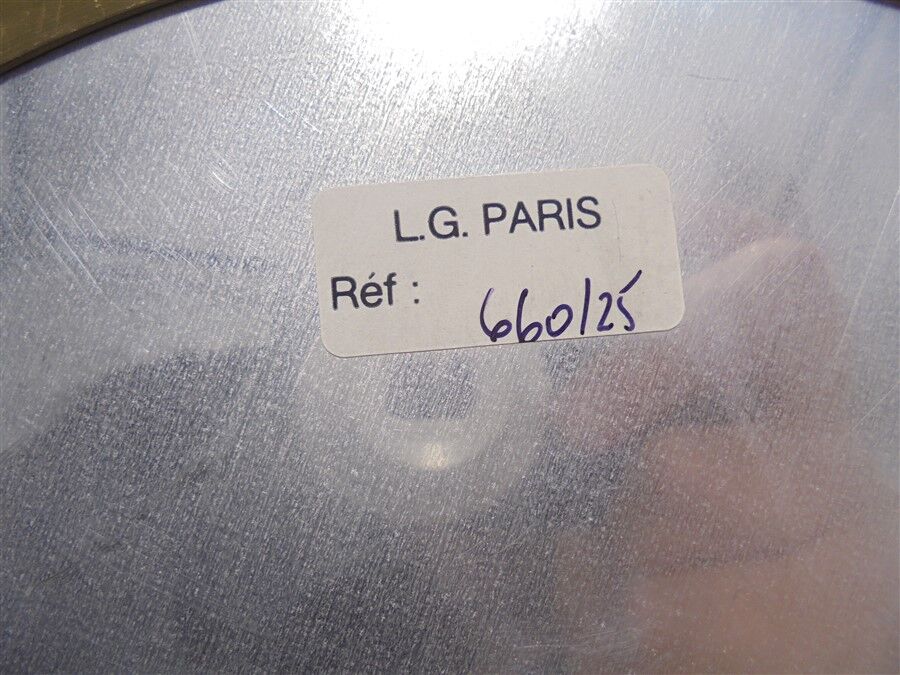 L.G. PARIS
Réf : 660/25